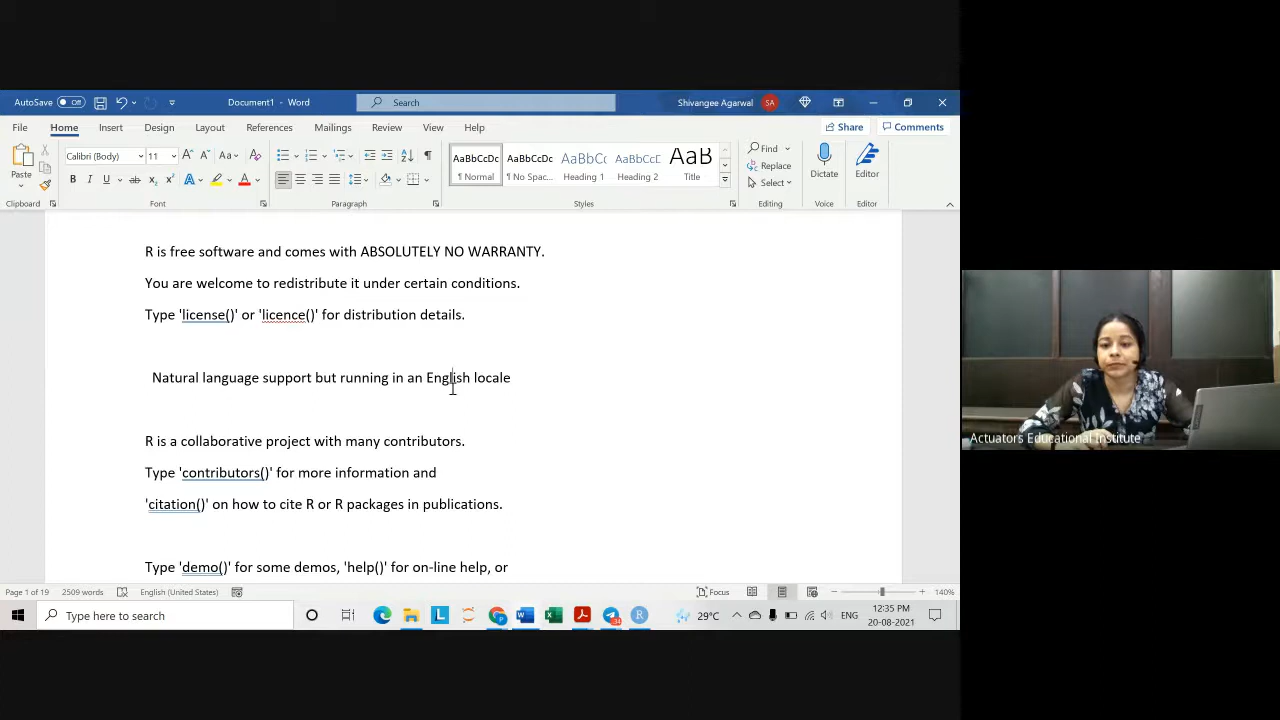 AutoSave Off Document1 - Word Search Shivangee Agarwal SA
File Home Insert Design Layout References Mailings Review View Help Share Comments
Paste Calibri (Body) 11 Aa AaBbCcDc AaBbCcDc AaBbCc AaBbCcD AaB Find Replace Select Dictate Editor
¶ Normal ¶ No Spac... Heading 1 Heading 2 Title
Clipboard Font Paragraph Styles Editing Voice Editor
R is free software and comes with ABSOLUTELY NO WARRANTY.
You are welcome to redistribute it under certain conditions.
Type 'license()' or 'licence()' for distribution details.
Natural language support but running in an English locale
R is a collaborative project with many contributors.
Type 'contributors()' for more information and
'citation()' on how to cite R or R packages in publications.
Type 'demo()' for some demos, 'help()' for on-line help, or
Page 1 of 19 2509 words English (United States) Focus 140%
Type here to search 29°C ENG 12:35 PM
20-08-2021
Actuators Educational Institute